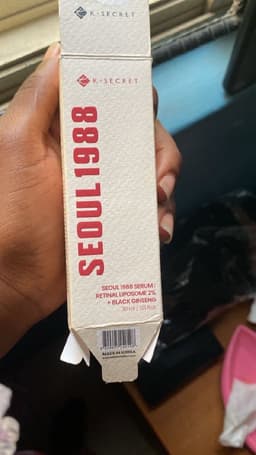 K-SECRET
K-SECRET
SEOUL 1988
SEOUL 1988 SERUM:
RETINAL LIPOSOME 2%
+ BLACK GINSENG
MADE IN KOREA